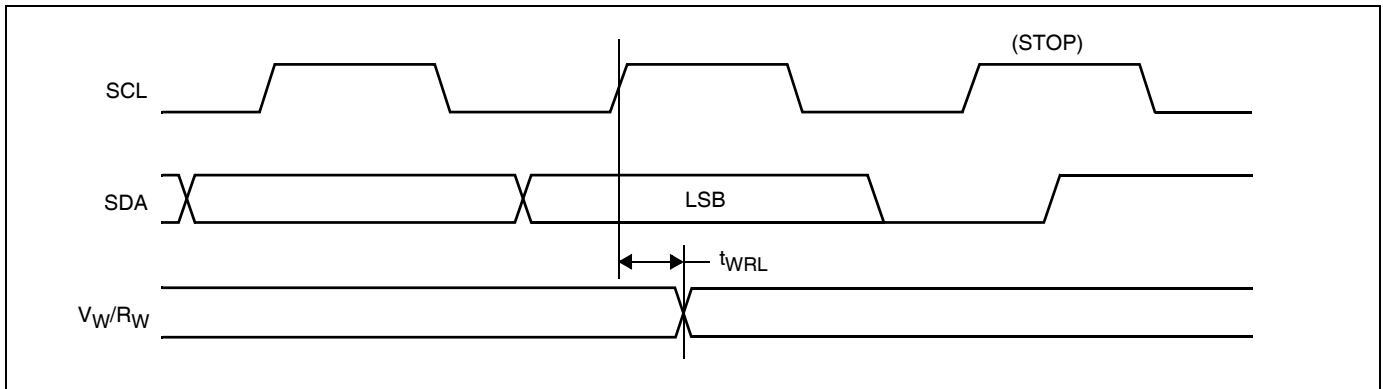 (STOP)
SCL
SDA
LSB
tWRL
VW/RW